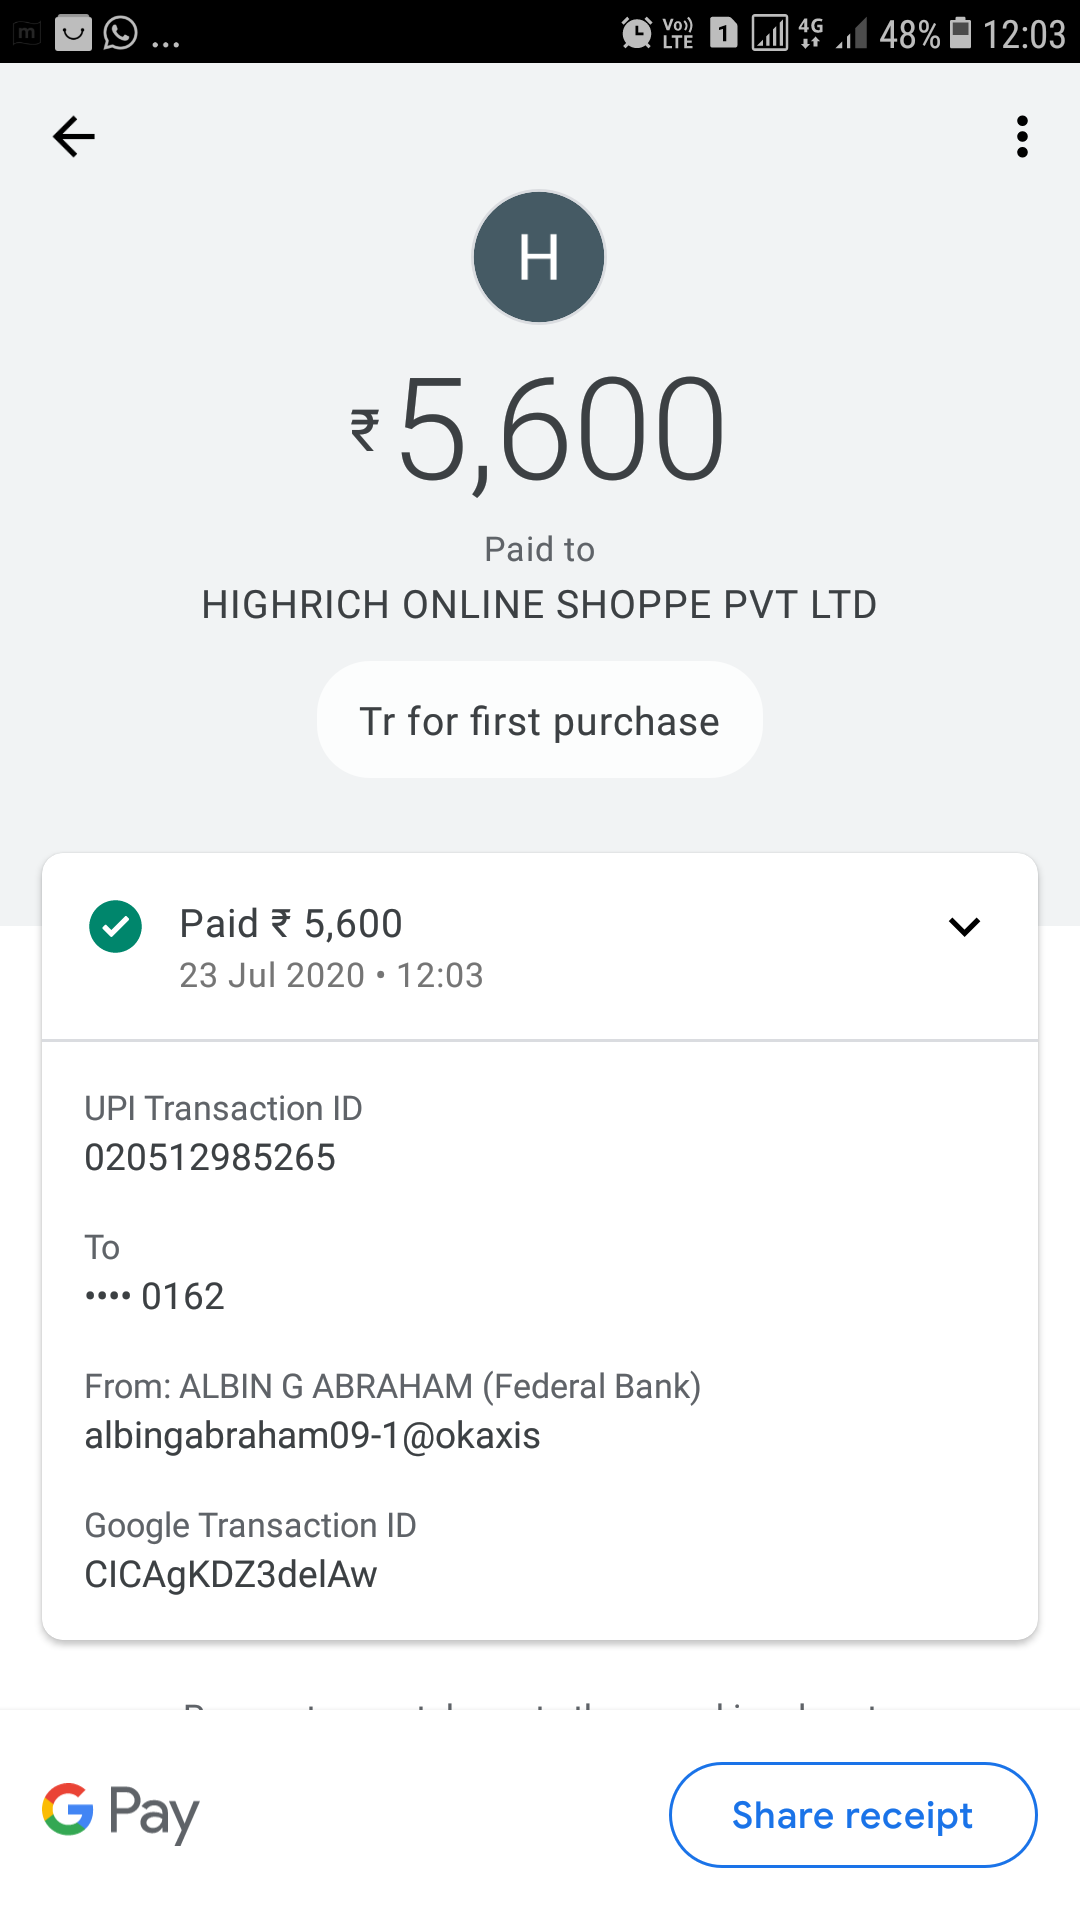 m ... Vo)) LTE 1 4G 48% 12:03
H
₹5,600
Paid to
HIGHRICH ONLINE SHOPPE PVT LTD
Tr for first purchase
Paid ₹ 5,600
23 Jul 2020 • 12:03
UPI Transaction ID
020512985265
To
•••• 0162
From: ALBIN G ABRAHAM (Federal Bank)
albingabraham09-1@okaxis
Google Transaction ID
CICAgKDZ3delAw
G Pay
Share receipt